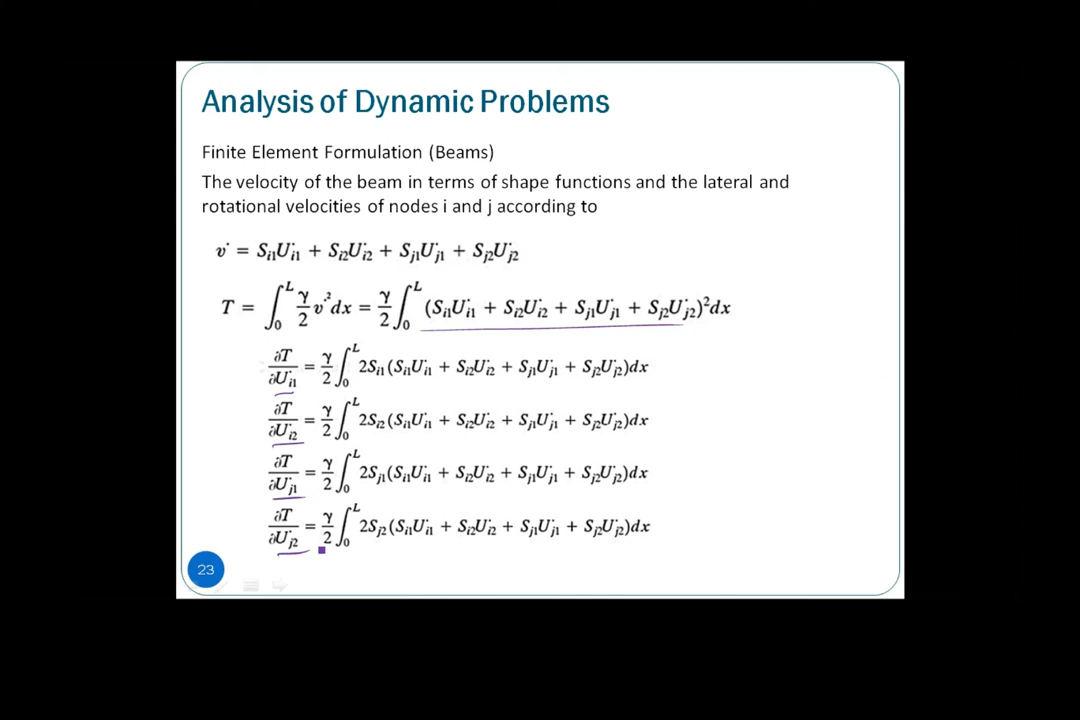 Analysis of Dynamic Problems
Finite Element Formulation (Beams)
The velocity of the beam in terms of shape functions and the lateral and
rotational velocities of nodes i and j according to
v̇ = Sᵢ₁U̇ᵢ₁ + Sᵢ₂U̇ᵢ₂ + Sⱼ₁U̇ⱼ₁ + Sⱼ₂U̇ⱼ₂
T = ∫₀ᴸ γ/2 v̇² dx = γ/2 ∫₀ᴸ (Sᵢ₁U̇ᵢ₁ + Sᵢ₂U̇ᵢ₂ + Sⱼ₁U̇ⱼ₁ + Sⱼ₂U̇ⱼ₂)² dx
∂T/∂U̇ᵢ₁ = γ/2 ∫₀ᴸ 2Sᵢ₁(Sᵢ₁U̇ᵢ₁ + Sᵢ₂U̇ᵢ₂ + Sⱼ₁U̇ⱼ₁ + Sⱼ₂U̇ⱼ₂)dx
∂T/∂U̇ᵢ₂ = γ/2 ∫₀ᴸ 2Sᵢ₂(Sᵢ₁U̇ᵢ₁ + Sᵢ₂U̇ᵢ₂ + Sⱼ₁U̇ⱼ₁ + Sⱼ₂U̇ⱼ₂)dx
∂T/∂U̇ⱼ₁ = γ/2 ∫₀ᴸ 2Sⱼ₁(Sᵢ₁U̇ᵢ₁ + Sᵢ₂U̇ᵢ₂ + Sⱼ₁U̇ⱼ₁ + Sⱼ₂U̇ⱼ₂)dx
∂T/∂U̇ⱼ₂ = γ/2 ∫₀ᴸ 2Sⱼ₂(Sᵢ₁U̇ᵢ₁ + Sᵢ₂U̇ᵢ₂ + Sⱼ₁U̇ⱼ₁ + Sⱼ₂U̇ⱼ₂)dx
23